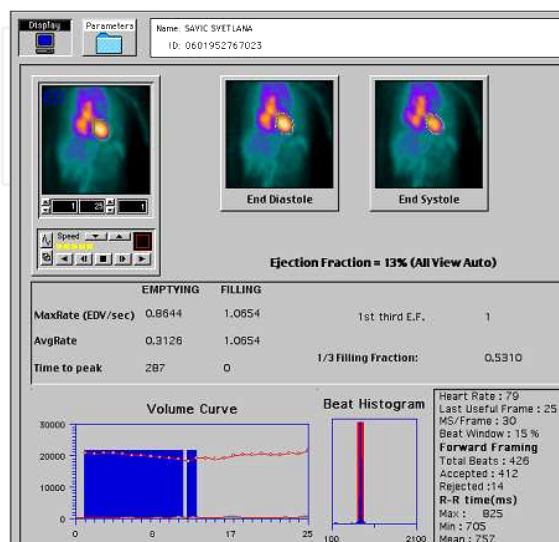 Display
Parameters
Name: SAVIC SVETLANA
ID: 0601952767023
1 25 1
Speed
End Diastole
End Systole
Ejection Fraction = 13% (All View Auto)
EMPTYING FILLING
MaxRate (EDV/sec) 0.8644 1.0654
1st third E.F. 1
AvgRate 0.3126 1.0654
1/3 Filling Fraction: 0.5310
Time to peak 287 0
Volume Curve
30000
20000
10000
0
0 9 17 25
Beat Histogram
100 2100
Heart Rate : 79
Last Useful Frame : 25
MS/Frame : 30
Beat Window : 15 %
Forward Framing
Total Beats : 426
Accepted : 412
Rejected :14
R-R time(ms)
Max : 825
Min : 705
Mean : 757